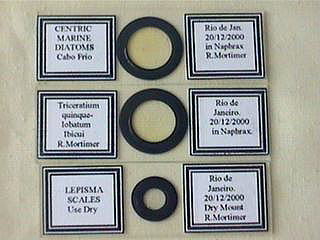 CENTRIC
MARINE
DIATOMS
Cabo Frio
Rio de Jan.
20/12/2000
in Naphrax
R.Mortimer
Triceratium
quinque-
lobatum
Ibicui
R.Mortimer
Rio de
Janeiro.
20/12/2000
in Naphrax.
LEPISMA
SCALES
Use Dry
Rio de
Janeiro.
20/12/2000
Dry Mount
R.Mortimer